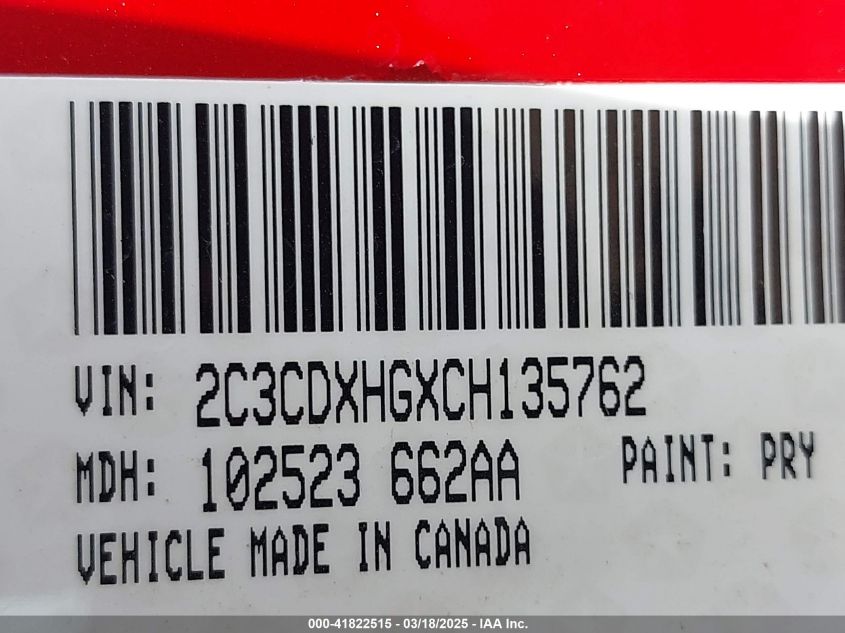 VIN: 2C3CDXHGXCH135762
MDH: 102523 662AA PAINT: PRY
VEHICLE MADE IN CANADA
000-41822515 - 03/18/2025 - IAA Inc.